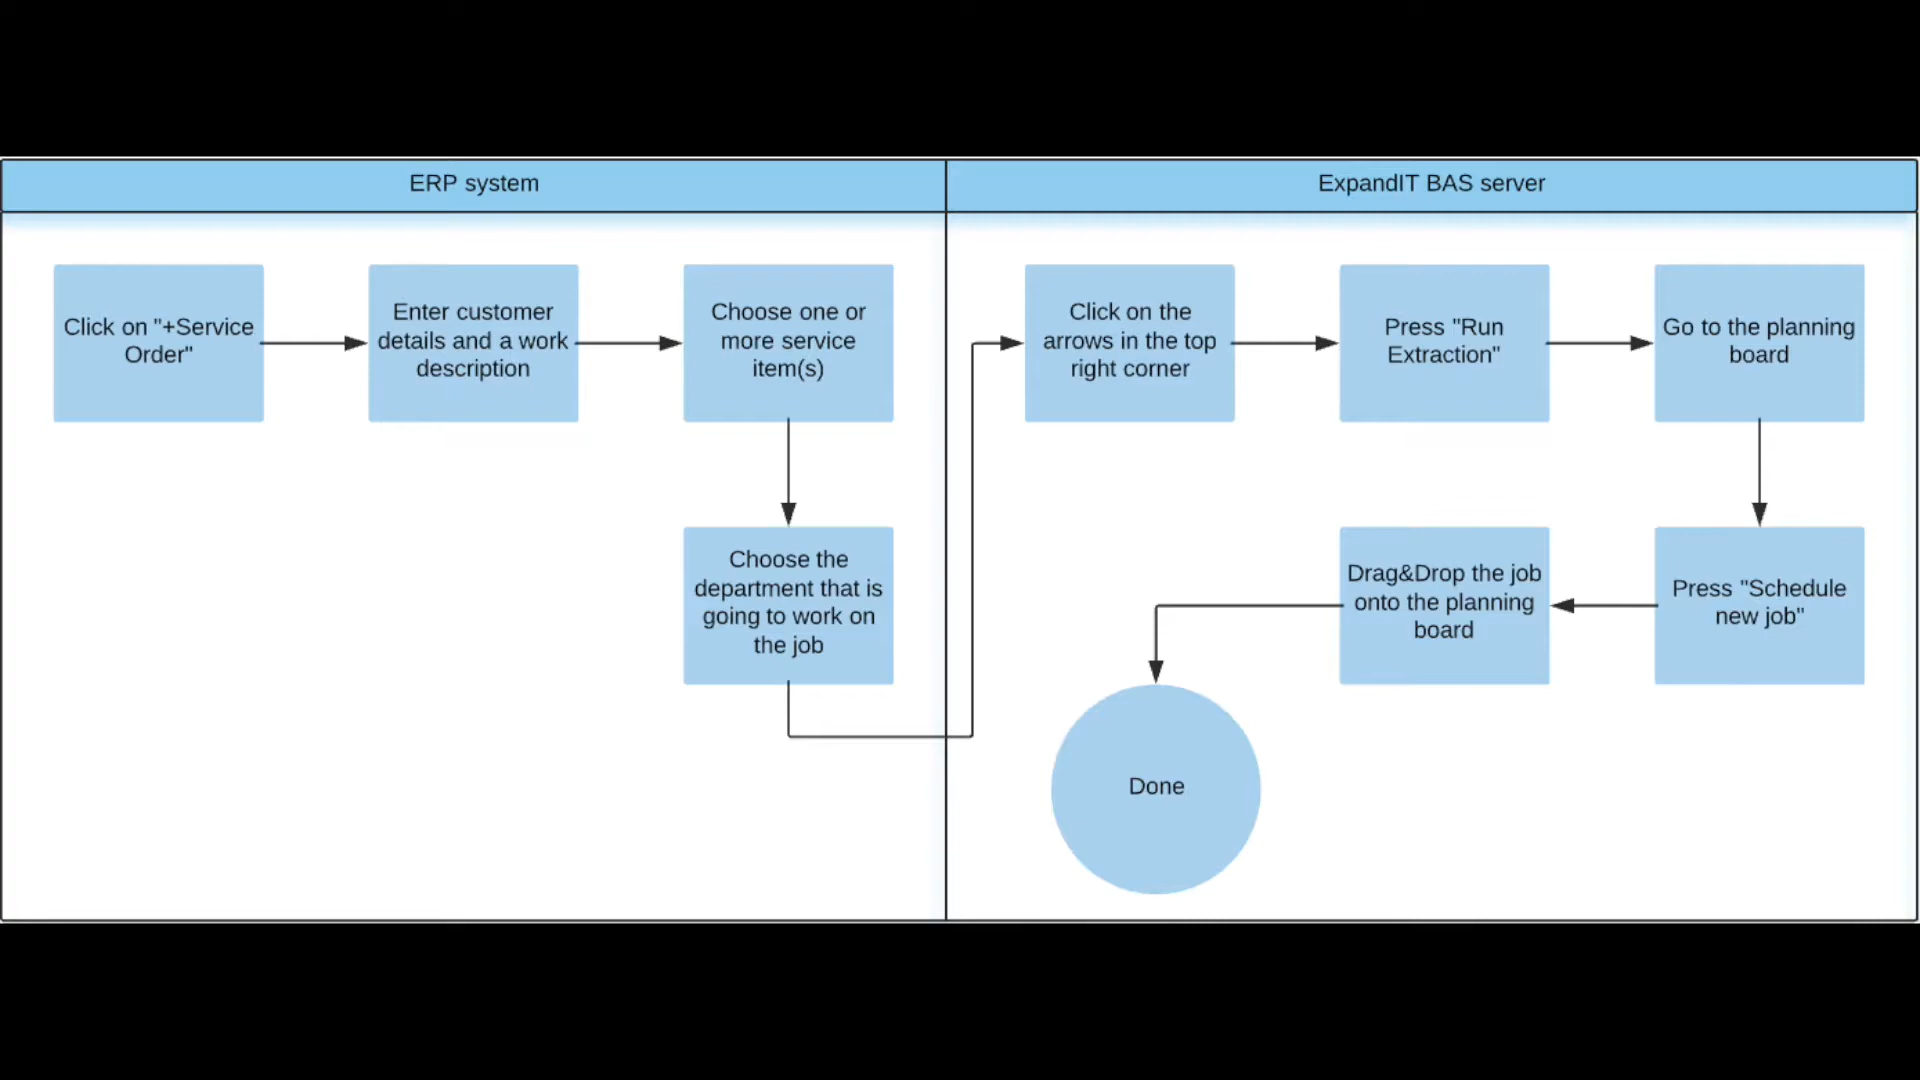 ERP system
ExpandIT BAS server
Click on "+Service
Order"
Enter customer
details and a work
description
Choose one or
more service
item(s)
Choose the
department that is
going to work on
the job
Click on the
arrows in the top
right corner
Press "Run
Extraction"
Go to the planning
board
Press "Schedule
new job"
Drag&Drop the job
onto the planning
board
Done